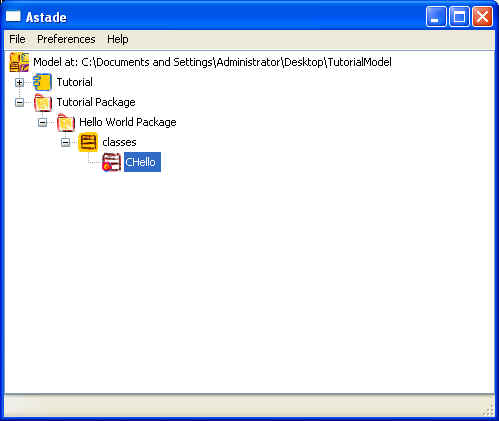 Astade
File Preferences Help
Model at: C:\Documents and Settings\Administrator\Desktop\TutorialModel
Tutorial
Tutorial Package
Hello World Package
classes
CHello